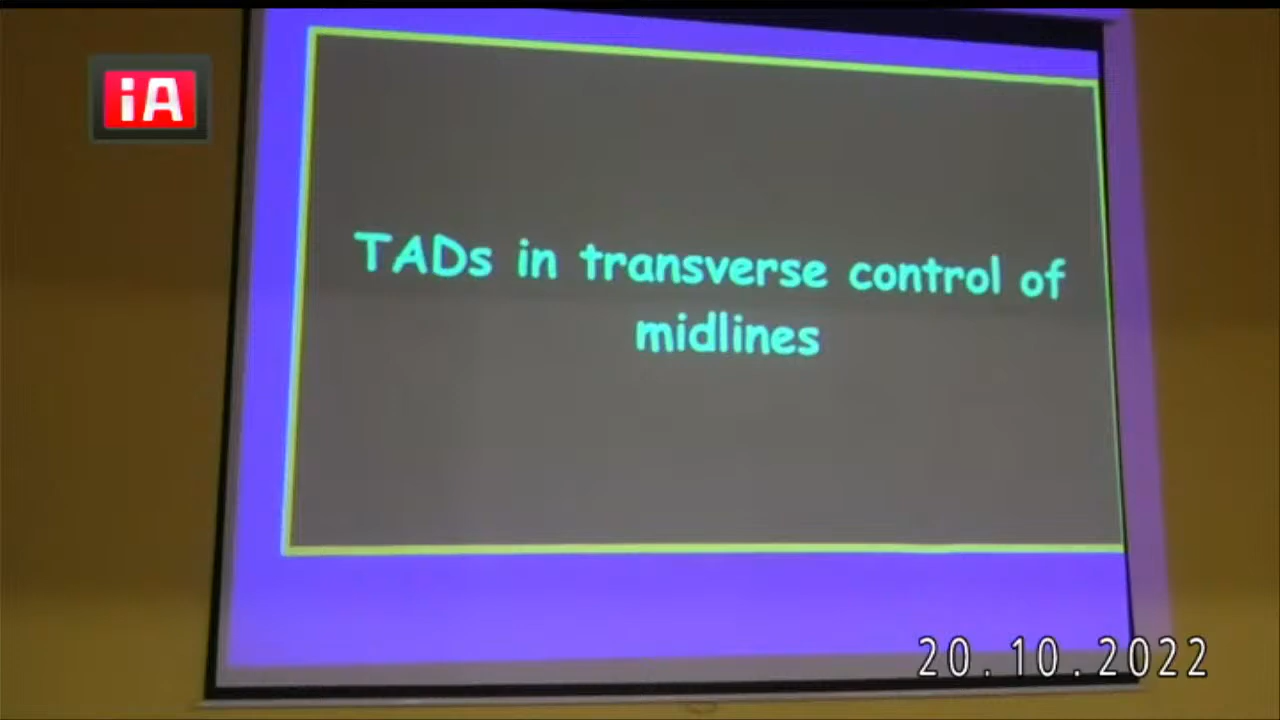 iA
TADs in transverse control of
midlines
20.10.2022